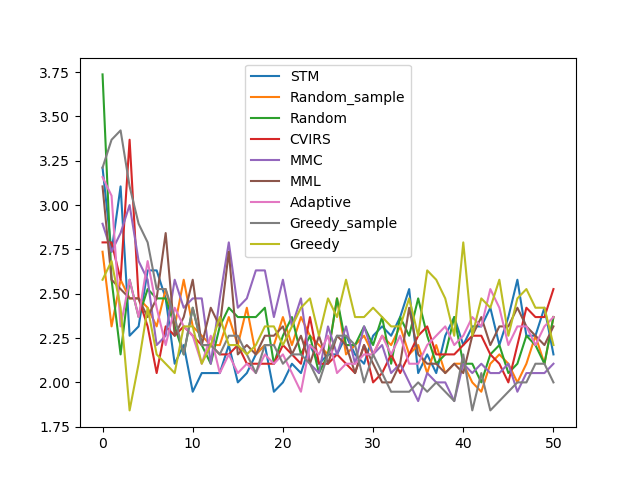 3.75
3.50
3.25
3.00
2.75
2.50
2.25
2.00
1.75
0
10
20
30
40
50
STM
Random_sample
Random
CVIRS
MMC
MML
Adaptive
Greedy_sample
Greedy